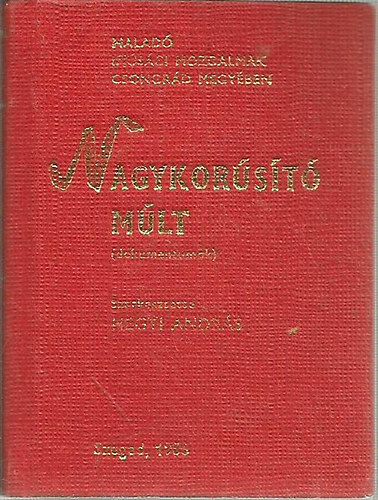 HALADÓ
IFJÚSÁGI MOZGALMAK
CSONGRÁD MEGYÉBEN
NAGYKORÚSÍTÓ
MÚLT
(dokumentumok)
Szerkesztette
HEGYI ANDRÁS
Szeged, 1983